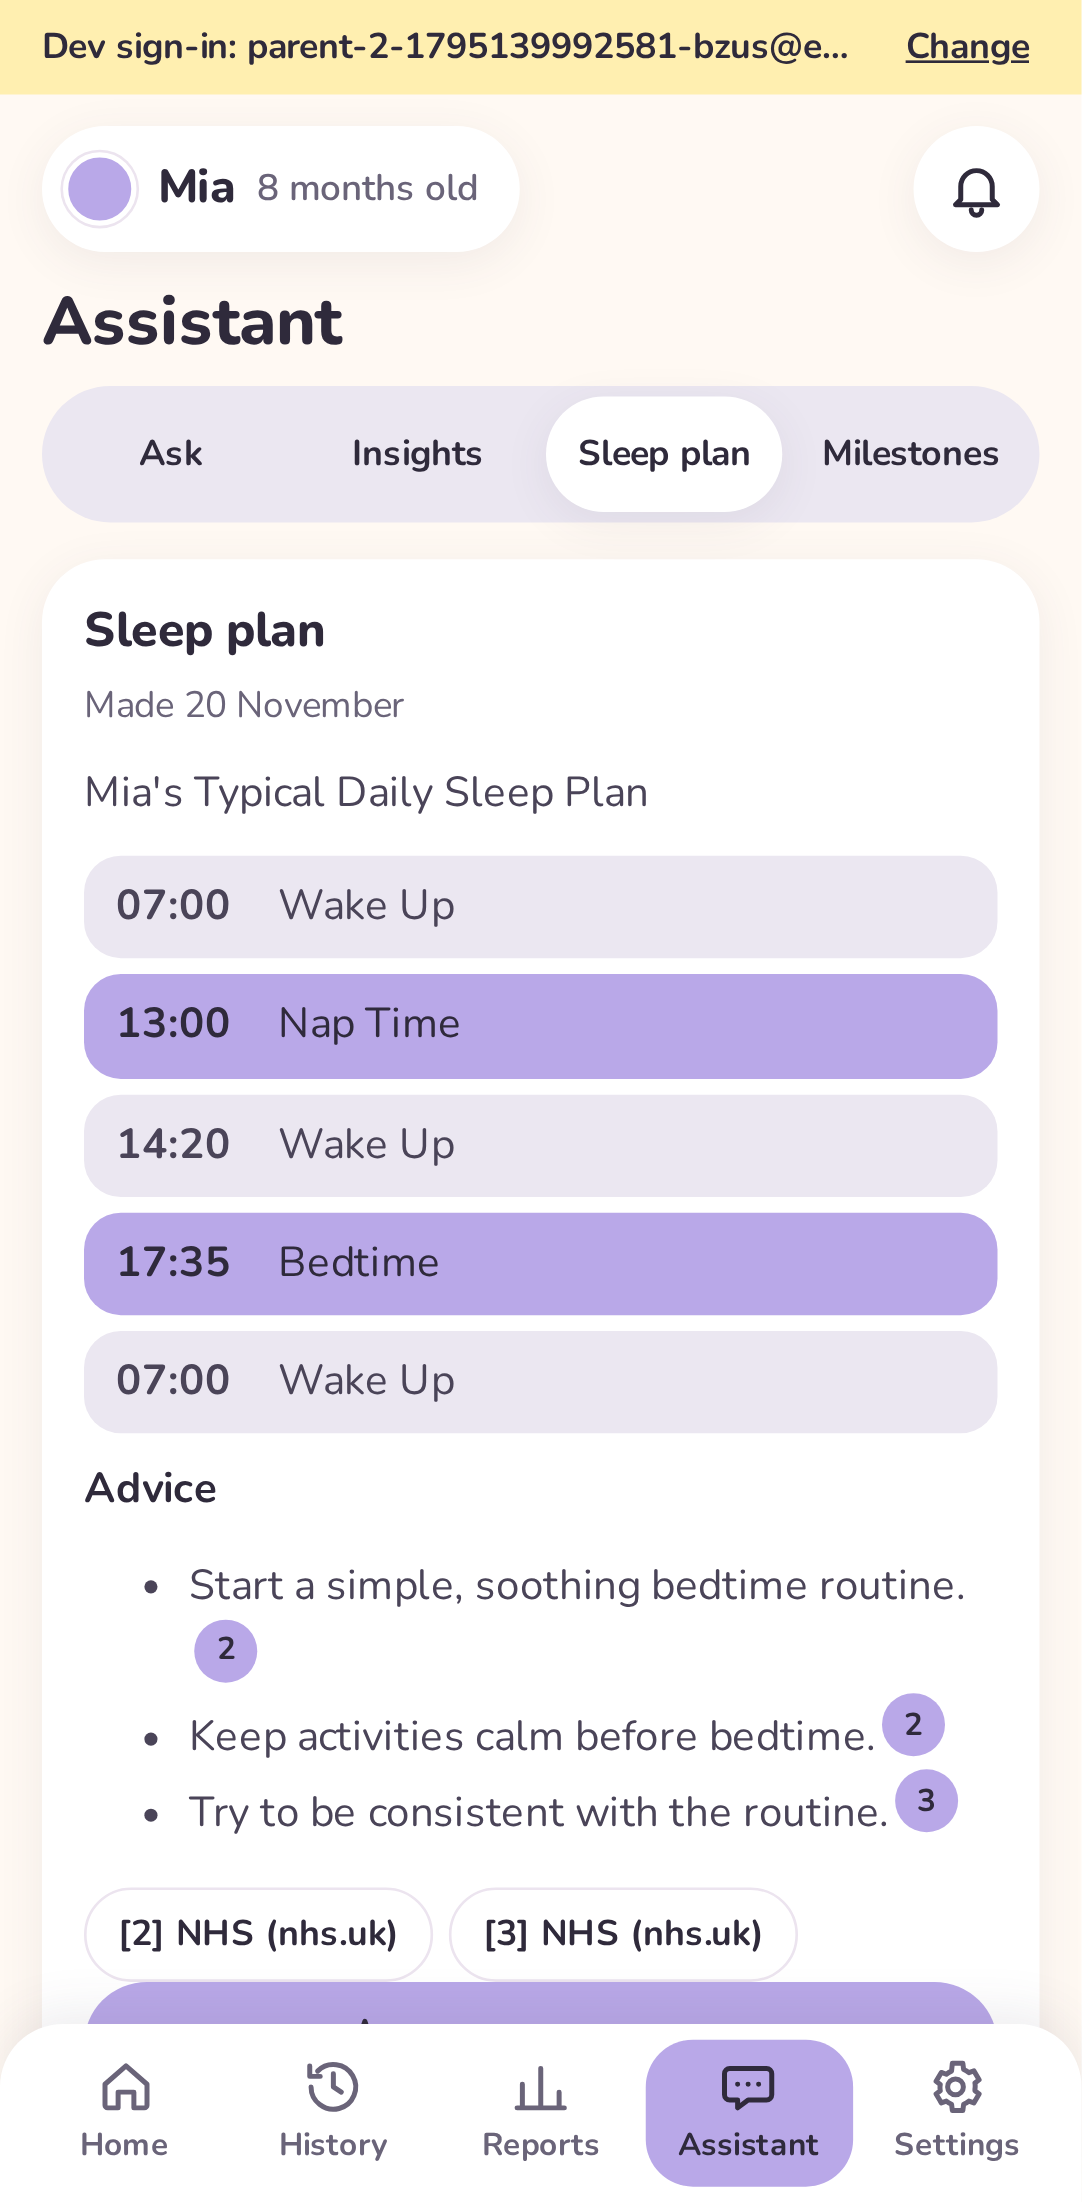 Dev sign-in: parent-2-1795139992581-bzus@e... Change
Mia 8 months old
Assistant
Ask Insights Sleep plan Milestones
Sleep plan
Made 20 November
Mia's Typical Daily Sleep Plan
07:00 Wake Up
13:00 Nap Time
14:20 Wake Up
17:35 Bedtime
07:00 Wake Up
Advice
• Start a simple, soothing bedtime routine.
2
• Keep activities calm before bedtime. 2
• Try to be consistent with the routine. 3
[2] NHS (nhs.uk) [3] NHS (nhs.uk)
Home History Reports Assistant Settings